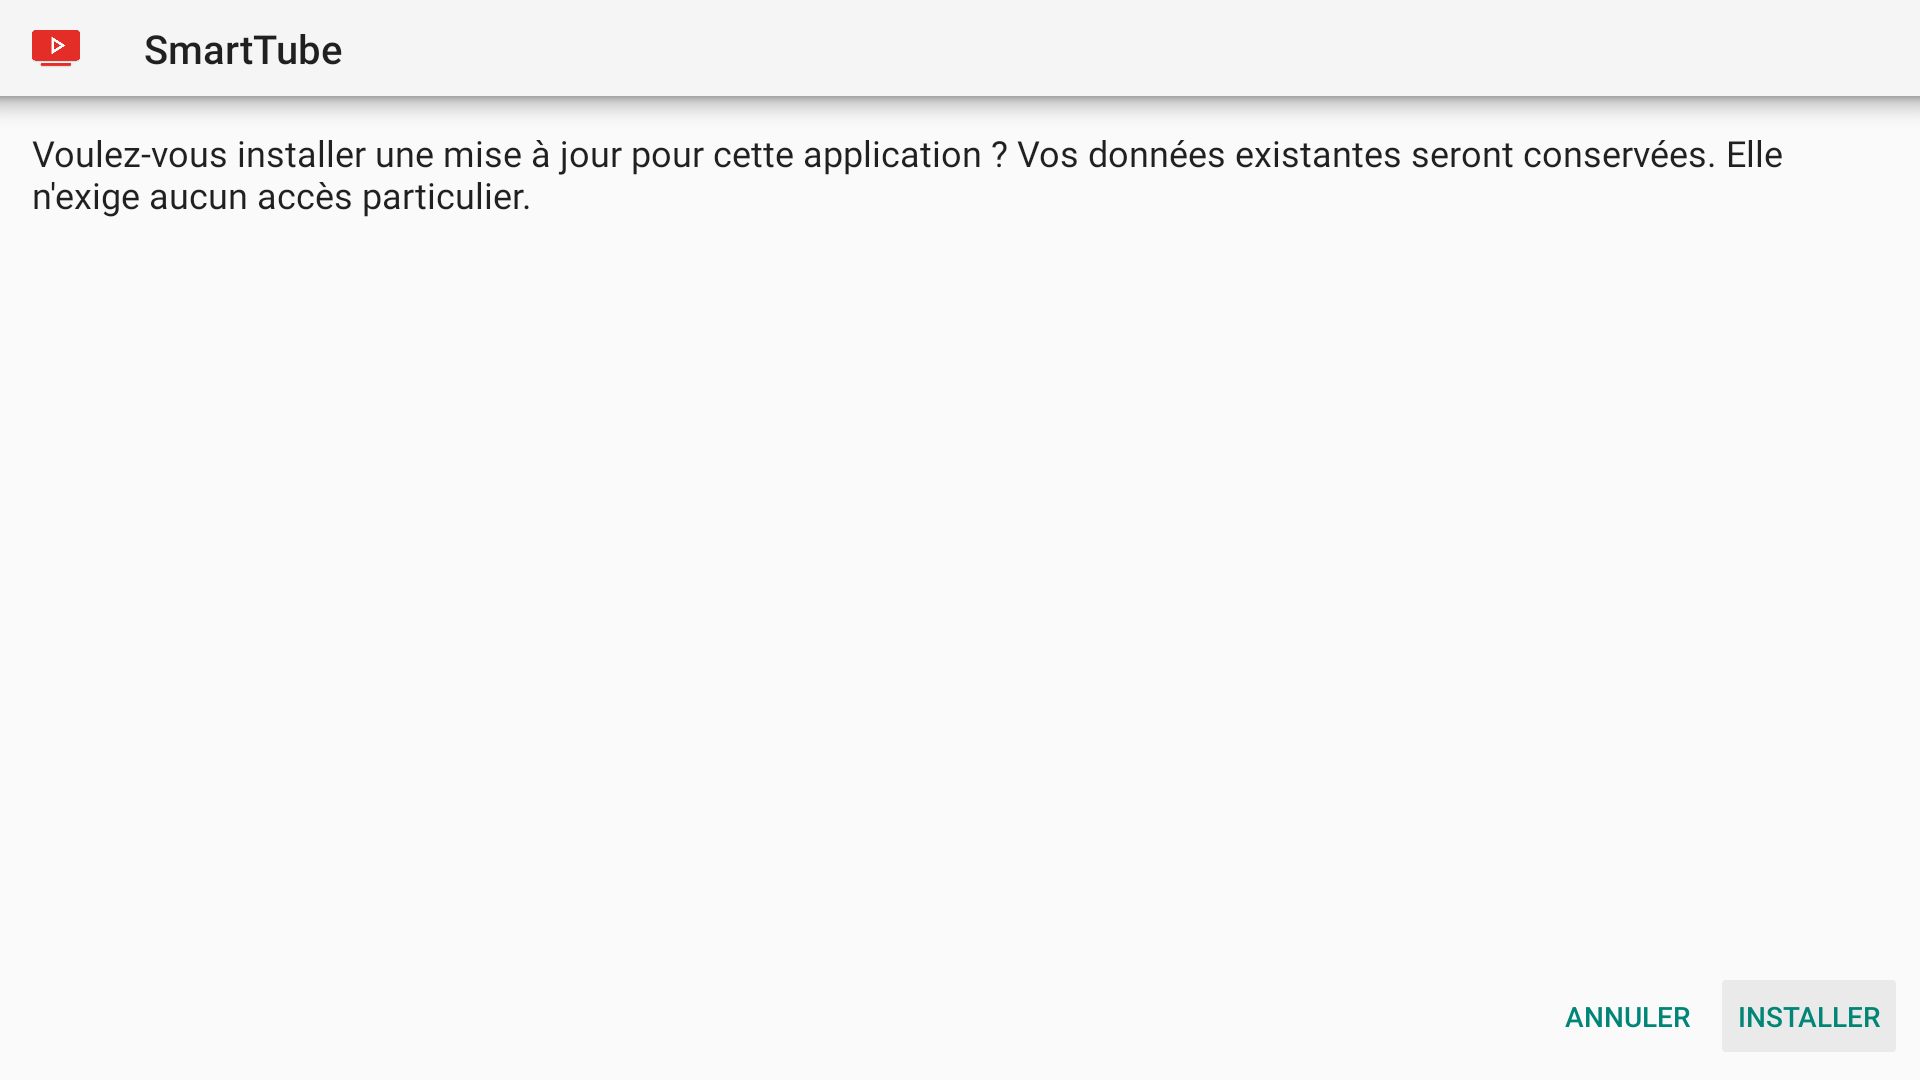 SmartTube
Voulez-vous installer une mise à jour pour cette application ? Vos données existantes seront conservées. Elle
n'exige aucun accès particulier.
ANNULER
INSTALLER